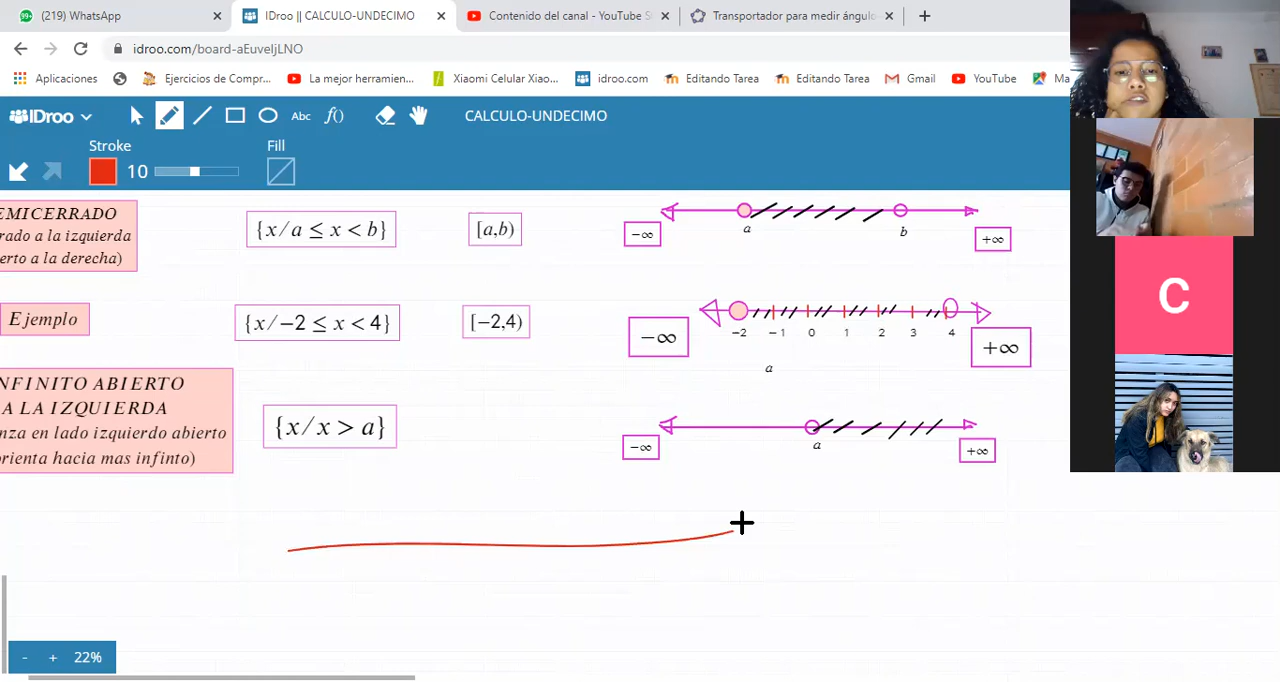 (219) WhatsApp
IDroo || CALCULO-UNDECIMO
Contenido del canal - YouTube S
Transportador para medir ángulo
idroo.com/board-aEuveIjLNO
Aplicaciones
Ejercicios de Compr...
La mejor herramien...
Xiaomi Celular Xiao...
idroo.com
Editando Tarea
Editando Tarea
Gmail
YouTube
Ma
IDroo
Abc
f()
CALCULO-UNDECIMO
Stroke
Fill
10
EMICERRADO
rado a la izquierda
erto a la derecha)
{x/a ≤ x < b}
[a,b)
−∞
a
b
+∞
Ejemplo
{x/−2 ≤ x < 4}
[−2,4)
−∞
−2 −1 0 1 2 3 4
+∞
a
NFINITO ABIERTO
A LA IZQUIERDA
nza en lado izquierdo abierto
orienta hacia mas infinto)
{x/x > a}
−∞
a
+∞
C
- + 22%